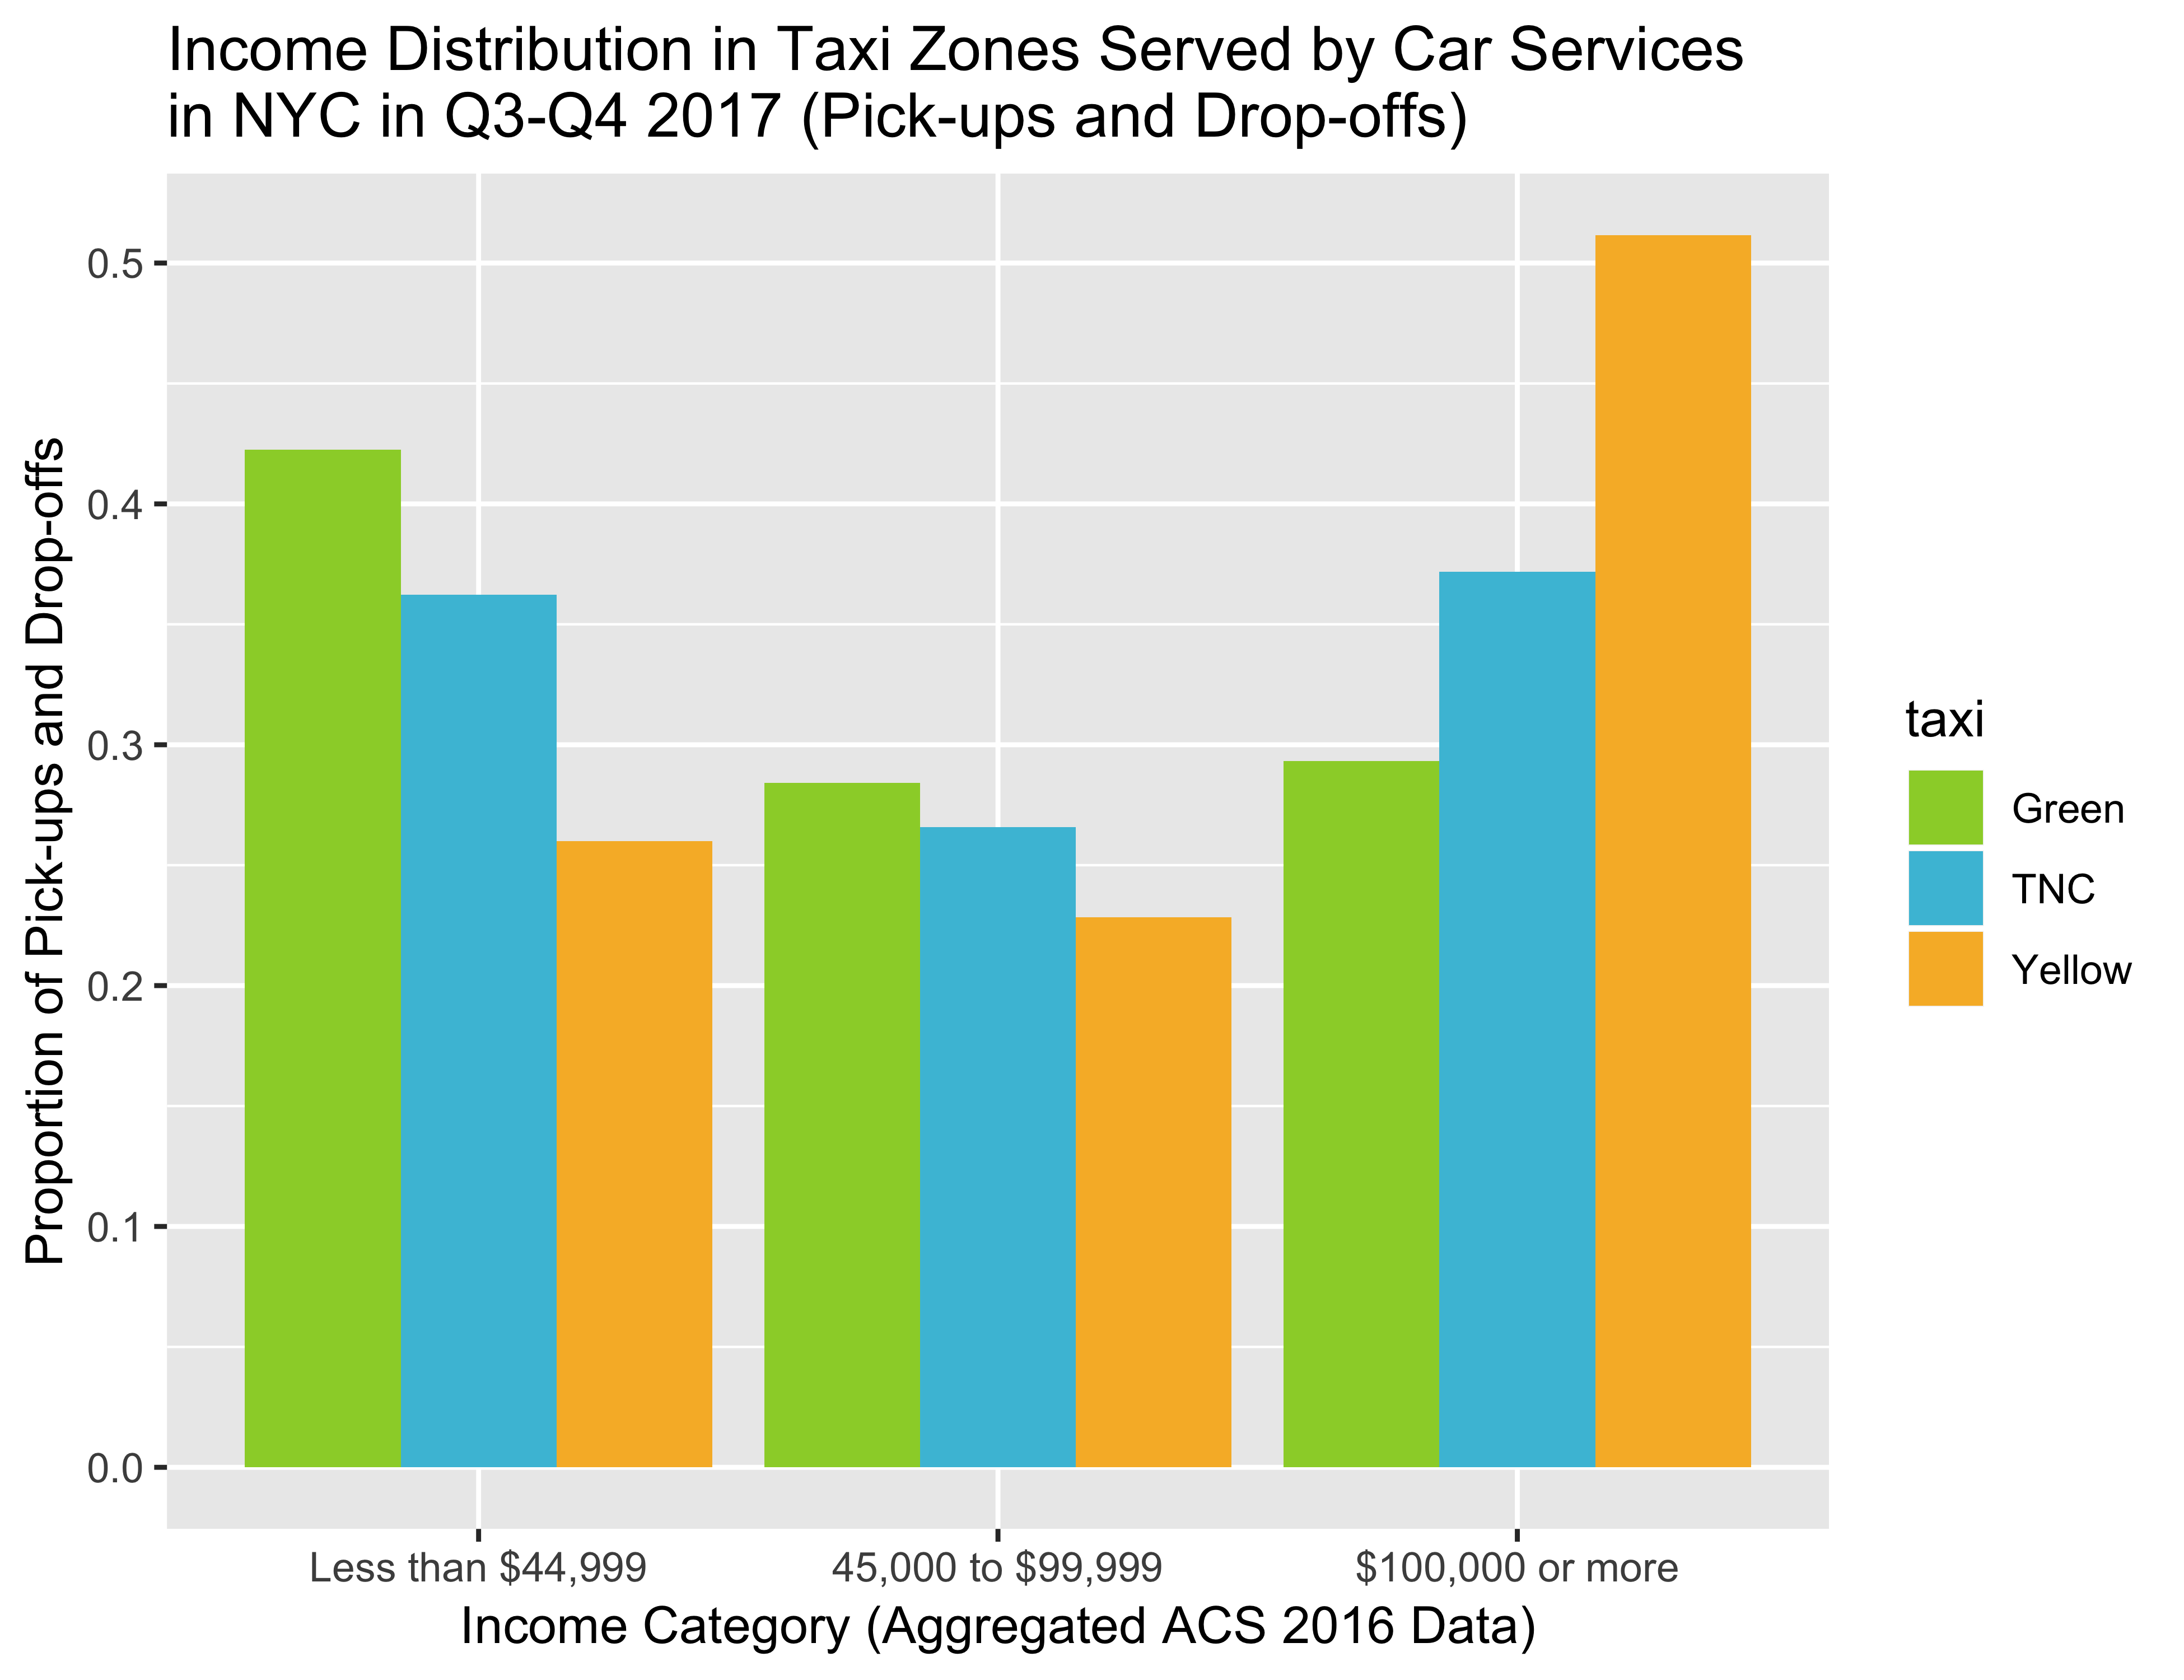 Income Distribution in Taxi Zones Served by Car Services
in NYC in Q3-Q4 2017 (Pick-ups and Drop-offs)
Proportion of Pick-ups and Drop-offs
0.5
0.4
0.3
0.2
0.1
0.0
Less than $44,999
45,000 to $99,999
$100,000 or more
Income Category (Aggregated ACS 2016 Data)
taxi
Green
TNC
Yellow